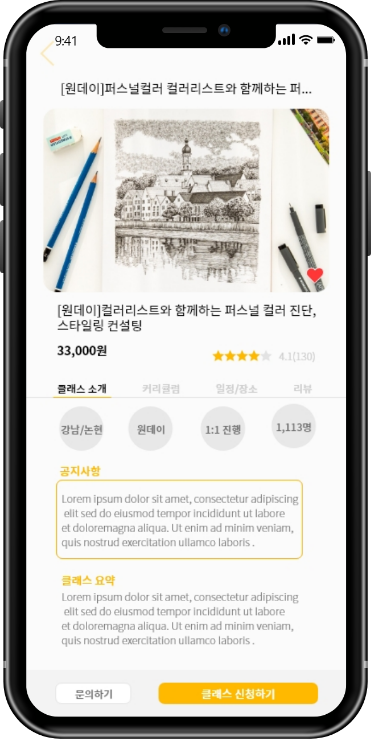 9:41
[원데이]퍼스널컬러 컬러리스트와 함께하는 퍼...
[원데이]컬러리스트와 함께하는 퍼스널 컬러 진단,
스타일링 컨설팅
33,000원
4.1(130)
클래스 소개 커리큘럼 일정/장소 리뷰
강남/논현 원데이 1:1 진행 1,113명
공지사항
Lorem ipsum dolor sit amet, consectetur adipiscing
elit sed do eiusmod tempor incididunt ut labore
et doloremagna aliqua. Ut enim ad minim veniam,
quis nostrud exercitation ullamco laboris .
클래스 요약
Lorem ipsum dolor sit amet, consectetur adipiscing
elit sed do eiusmod tempor incididunt ut labore
et doloremagna aliqua. Ut enim ad minim veniam,
quis nostrud exercitation ullamco laboris .
문의하기 클래스 신청하기